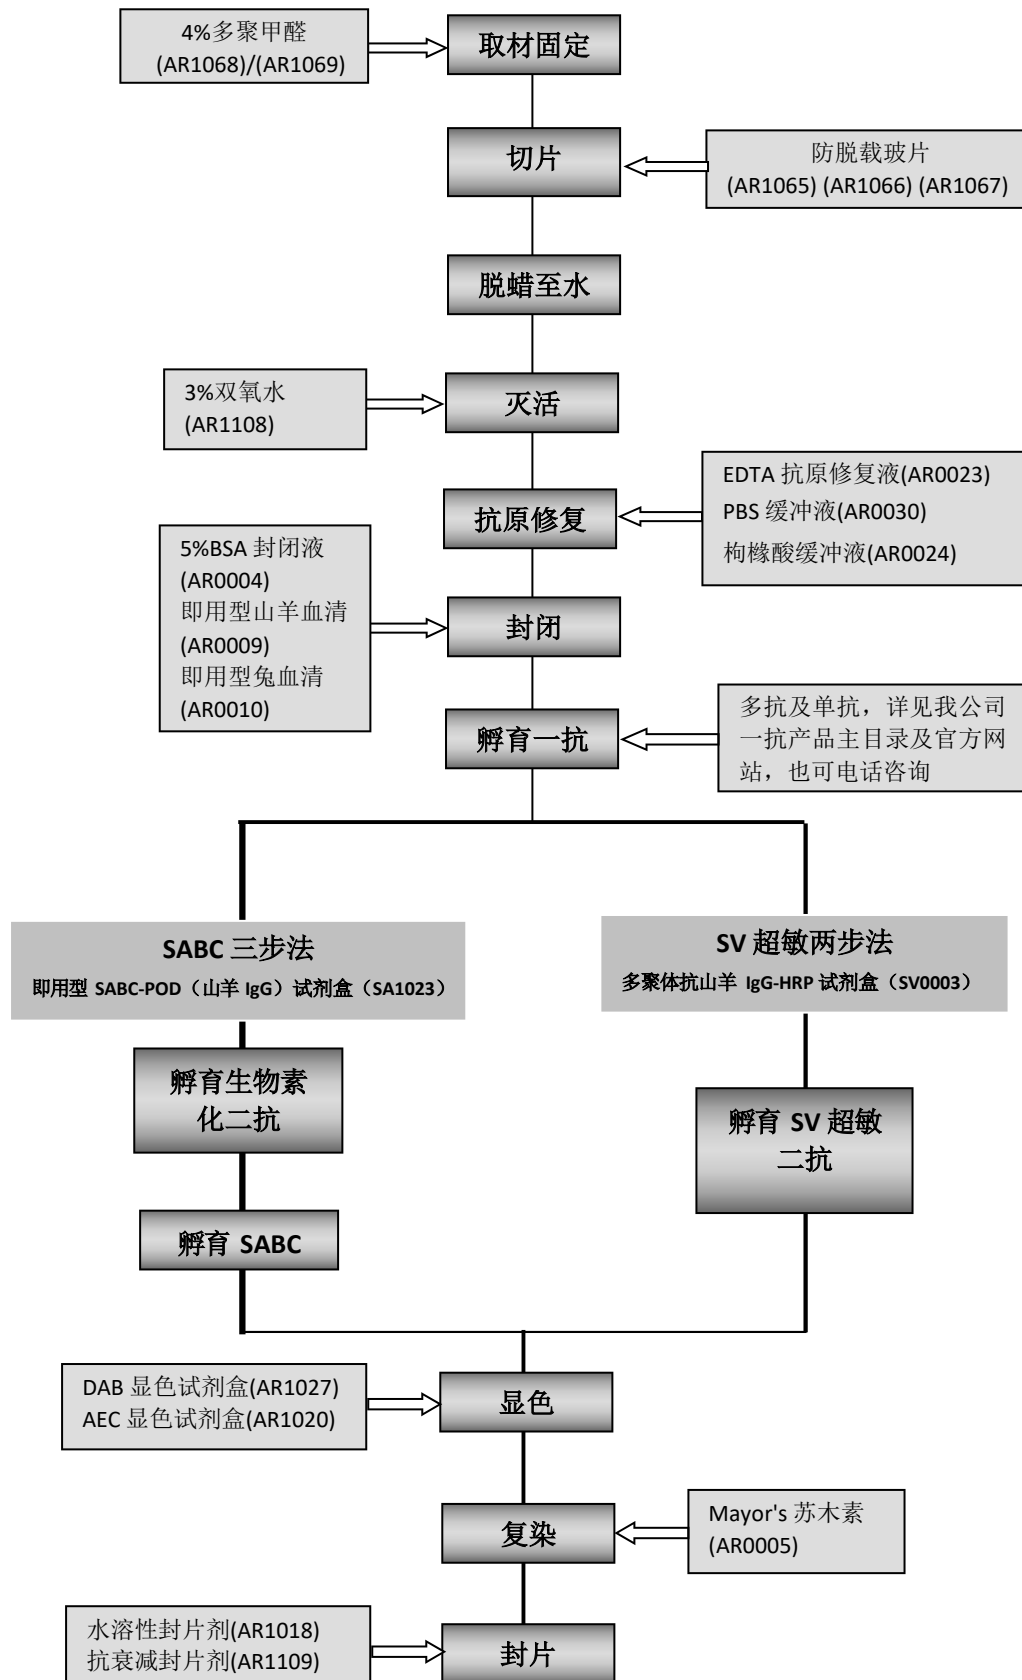 4%多聚甲醛
(AR1068)/(AR1069)
取材固定
切片
防脱载玻片
(AR1065) (AR1066) (AR1067)
脱蜡至水
3%双氧水
(AR1108)
灭活
EDTA 抗原修复液(AR0023)
PBS 缓冲液(AR0030)
枸橼酸缓冲液(AR0024)
抗原修复
5%BSA 封闭液
(AR0004)
即用型山羊血清
(AR0009)
即用型兔血清
(AR0010)
封闭
孵育一抗
多抗及单抗，详见我公司
一抗产品主目录及官方网
站，也可电话咨询
SABC 三步法
即用型 SABC-POD（山羊 IgG）试剂盒（SA1023）
SV 超敏两步法
多聚体抗山羊 IgG-HRP 试剂盒（SV0003）
孵育生物素
化二抗
孵育 SV 超敏
二抗
孵育 SABC
DAB 显色试剂盒(AR1027)
AEC 显色试剂盒(AR1020)
显色
复染
Mayor's 苏木素
(AR0005)
水溶性封片剂(AR1018)
抗衰减封片剂(AR1109)
封片